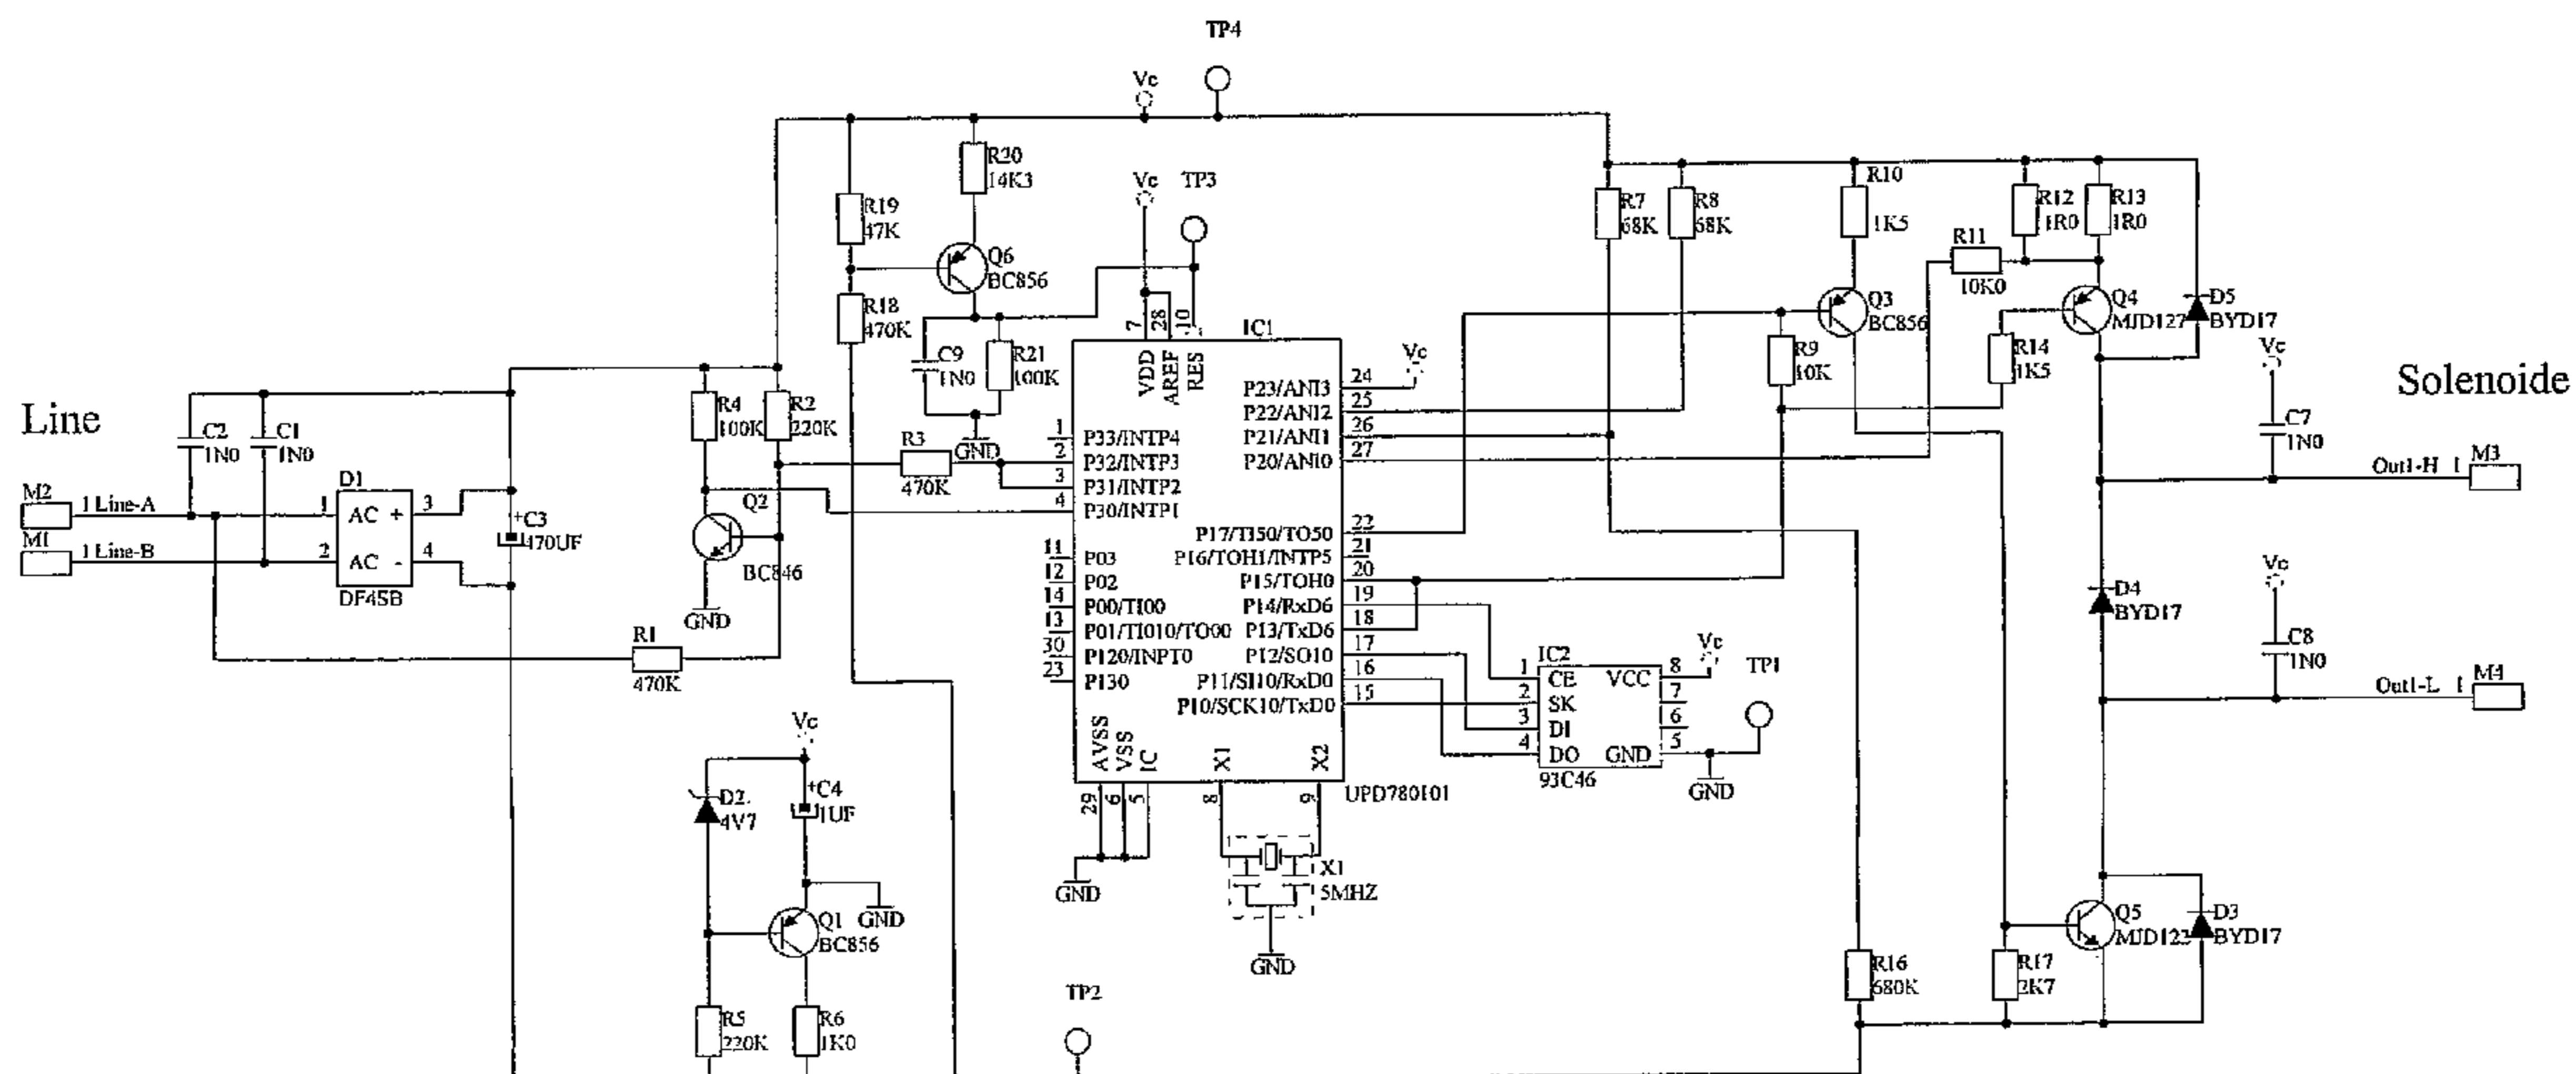 TP4
Vc
R20
14K3
Vc
TP3
R19
47K
Q6
BC856
R18
470K
C9
1N0
R21
100K
GND
R7
68K
R8
68K
R10
1K5
R12
1R0
R13
1R0
R11
10K0
Q3
BC856
Q4
MJD127
D5
BYD17
R9
10K
R14
1K5
Vc
C7
1N0
Solenoide
Out1-H 1 M3
Line
C2
1N0
C1
1N0
R4
100K
R2
220K
R3
470K
M2
1 Line-A
M1
1 Line-B
D1
1 AC + 3
2 AC - 4
DF4SB
+C3
470UF
Q2
BC846
GND
R1
470K
7 28 10
IC1
VDD
AREF
RES
1 P33/INTP4
2 P32/INTP3
3 P31/INTP2
4 P30/INTP1
11 P03
12 P02
14 P00/TI00
13 P01/TI010/TO00
30 P120/INPT0
23 P130
P23/ANI3 24
Vc
P22/ANI2 25
P21/ANI1 26
P20/ANI0 27
P17/TI50/TO50 22
P16/TOH1/INTP5 21
P15/TOH0 20
P14/RxD6 19
P13/TxD6 18
P12/SO10 17
P11/SI10/RxD0 16
P10/SCK10/TxD0 15
AVSS
VSS
IC
X1
X2
29 6 5 8 9
UPD780101
GND
X1
5MHZ
GND
IC2
1 CE VCC 8
2 SK 7
3 DI 6
4 DO GND 5
93C46
Vc
TP1
GND
D4
BYD17
Vc
C8
1N0
Out1-L 1 M4
Vc
D2
4V7
+C4
1UF
Q1
BC856
GND
R5
220K
R6
1K0
TP2
R16
680K
R17
2K7
Q5
MJD122
D3
BYD17